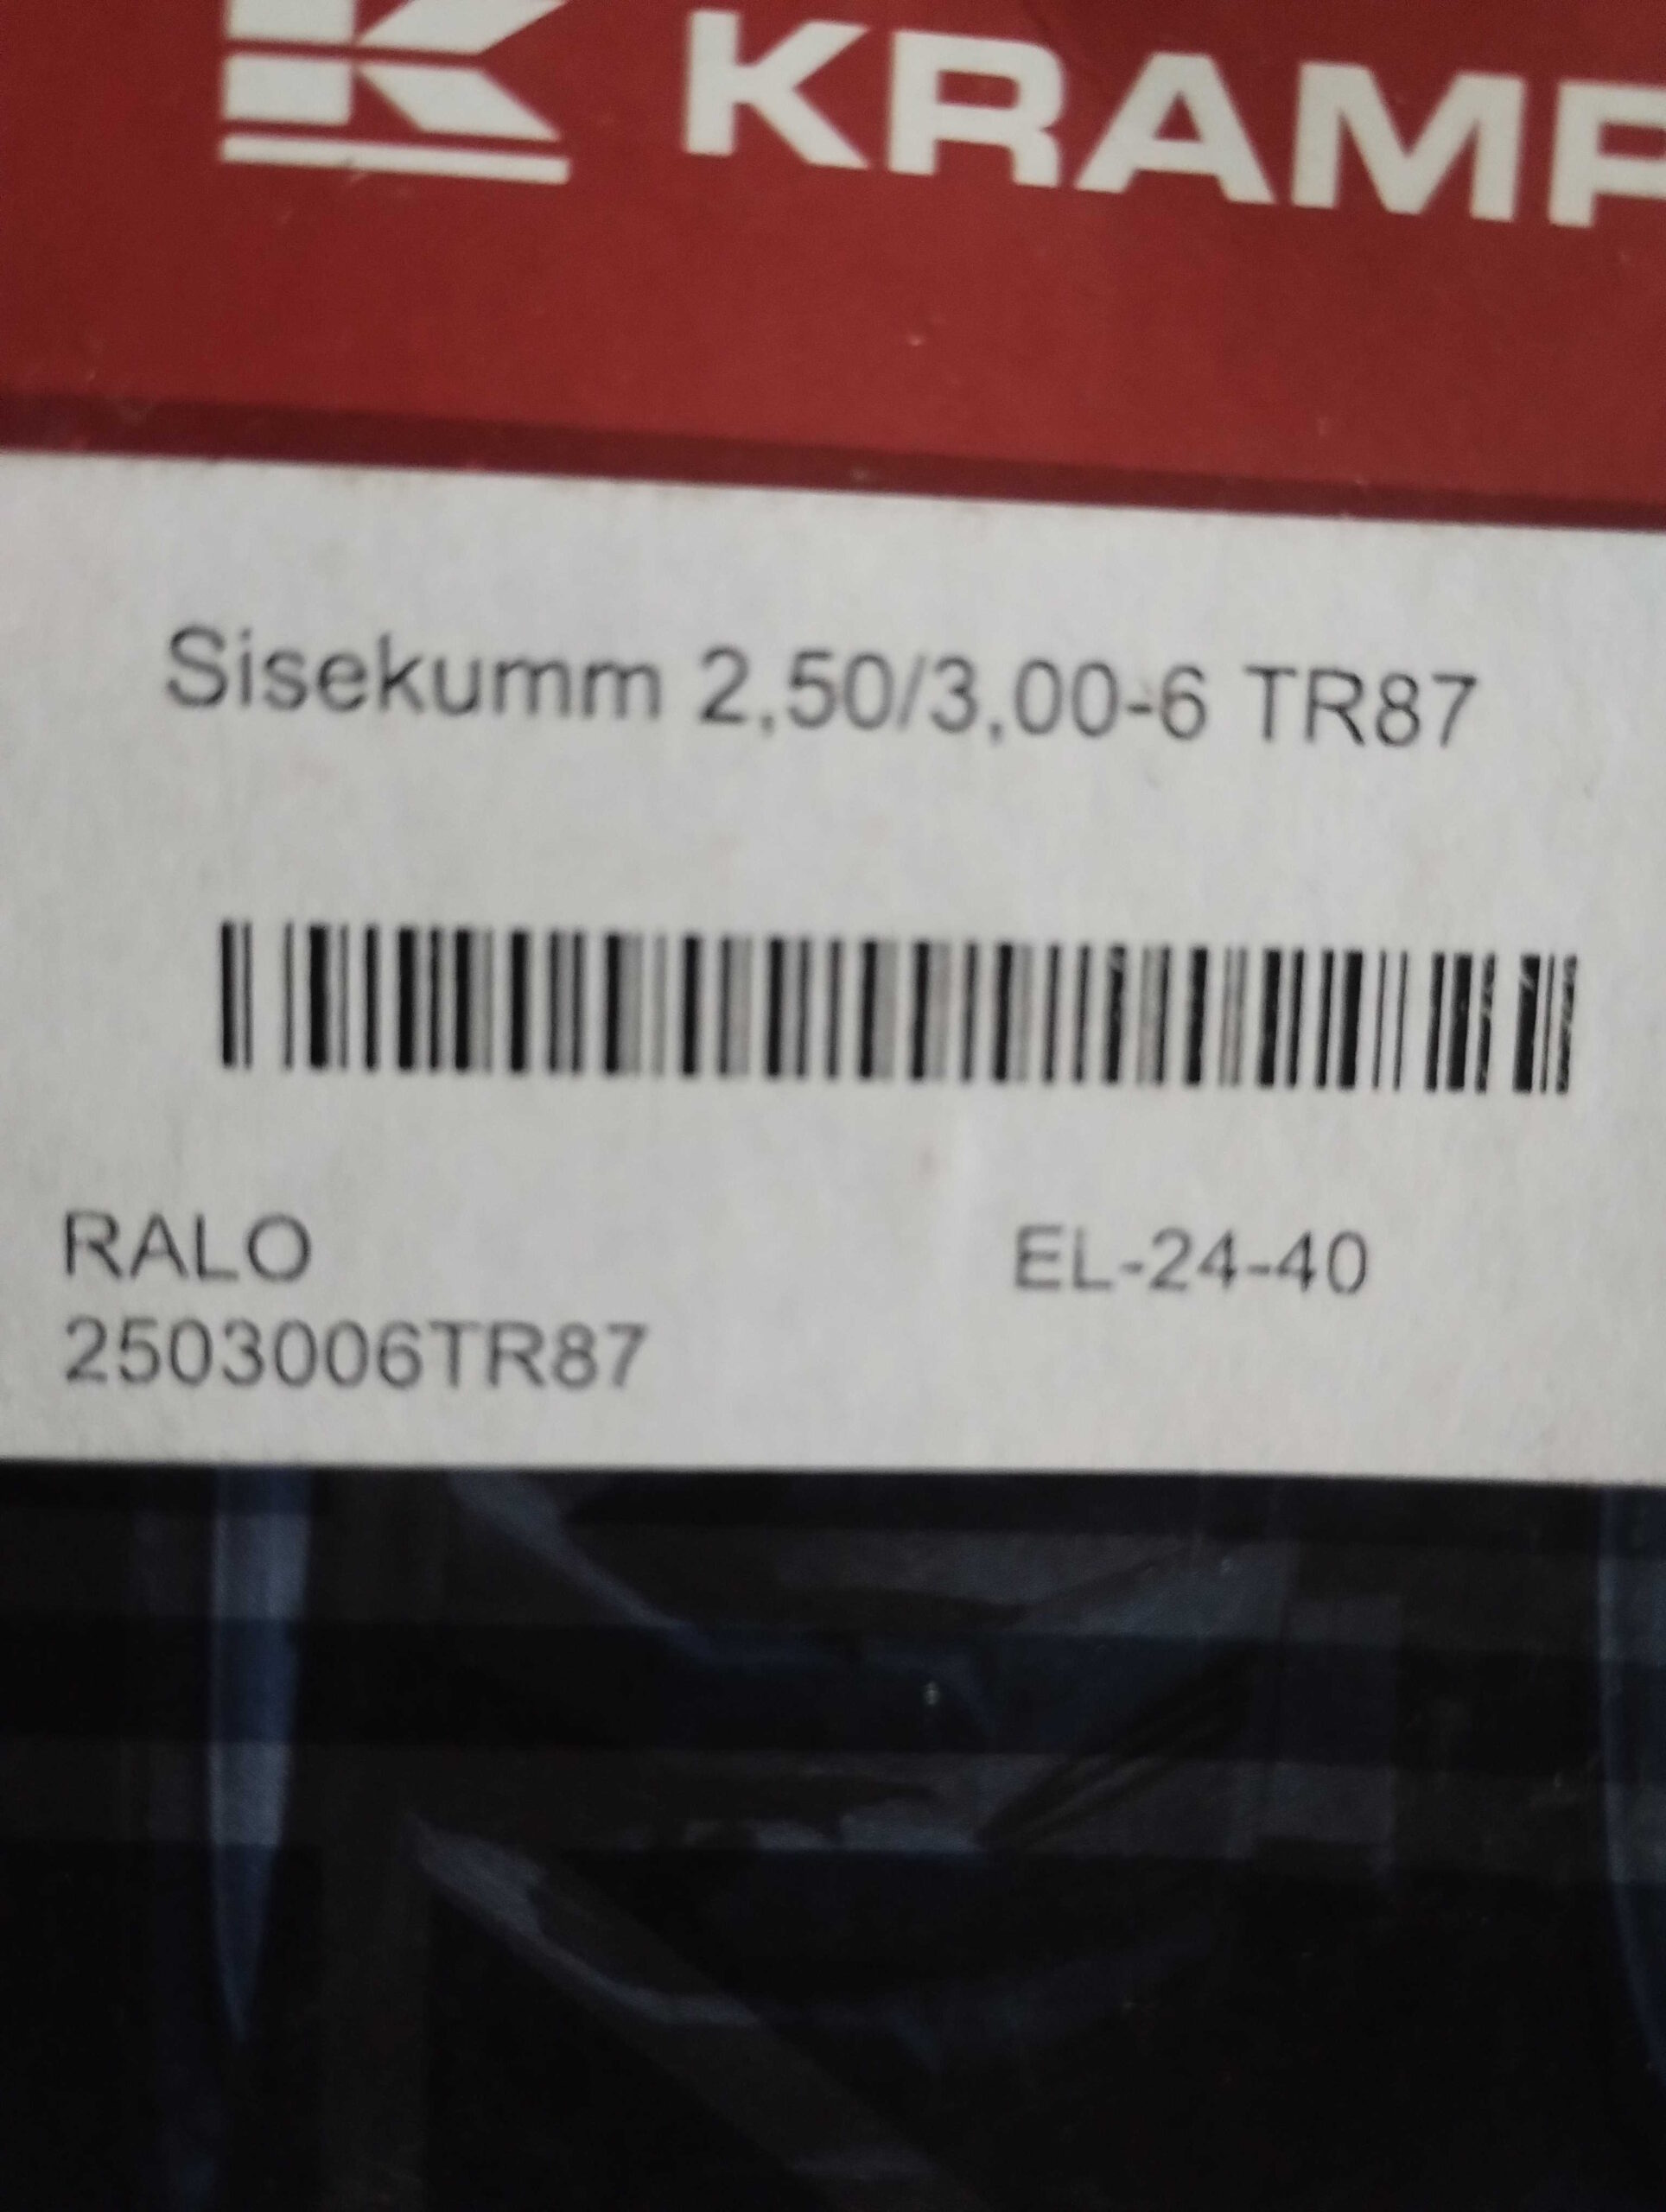 KRAMP
Sisekumm 2,50/3,00-6 TR87
RALO
EL-24-40
2503006TR87